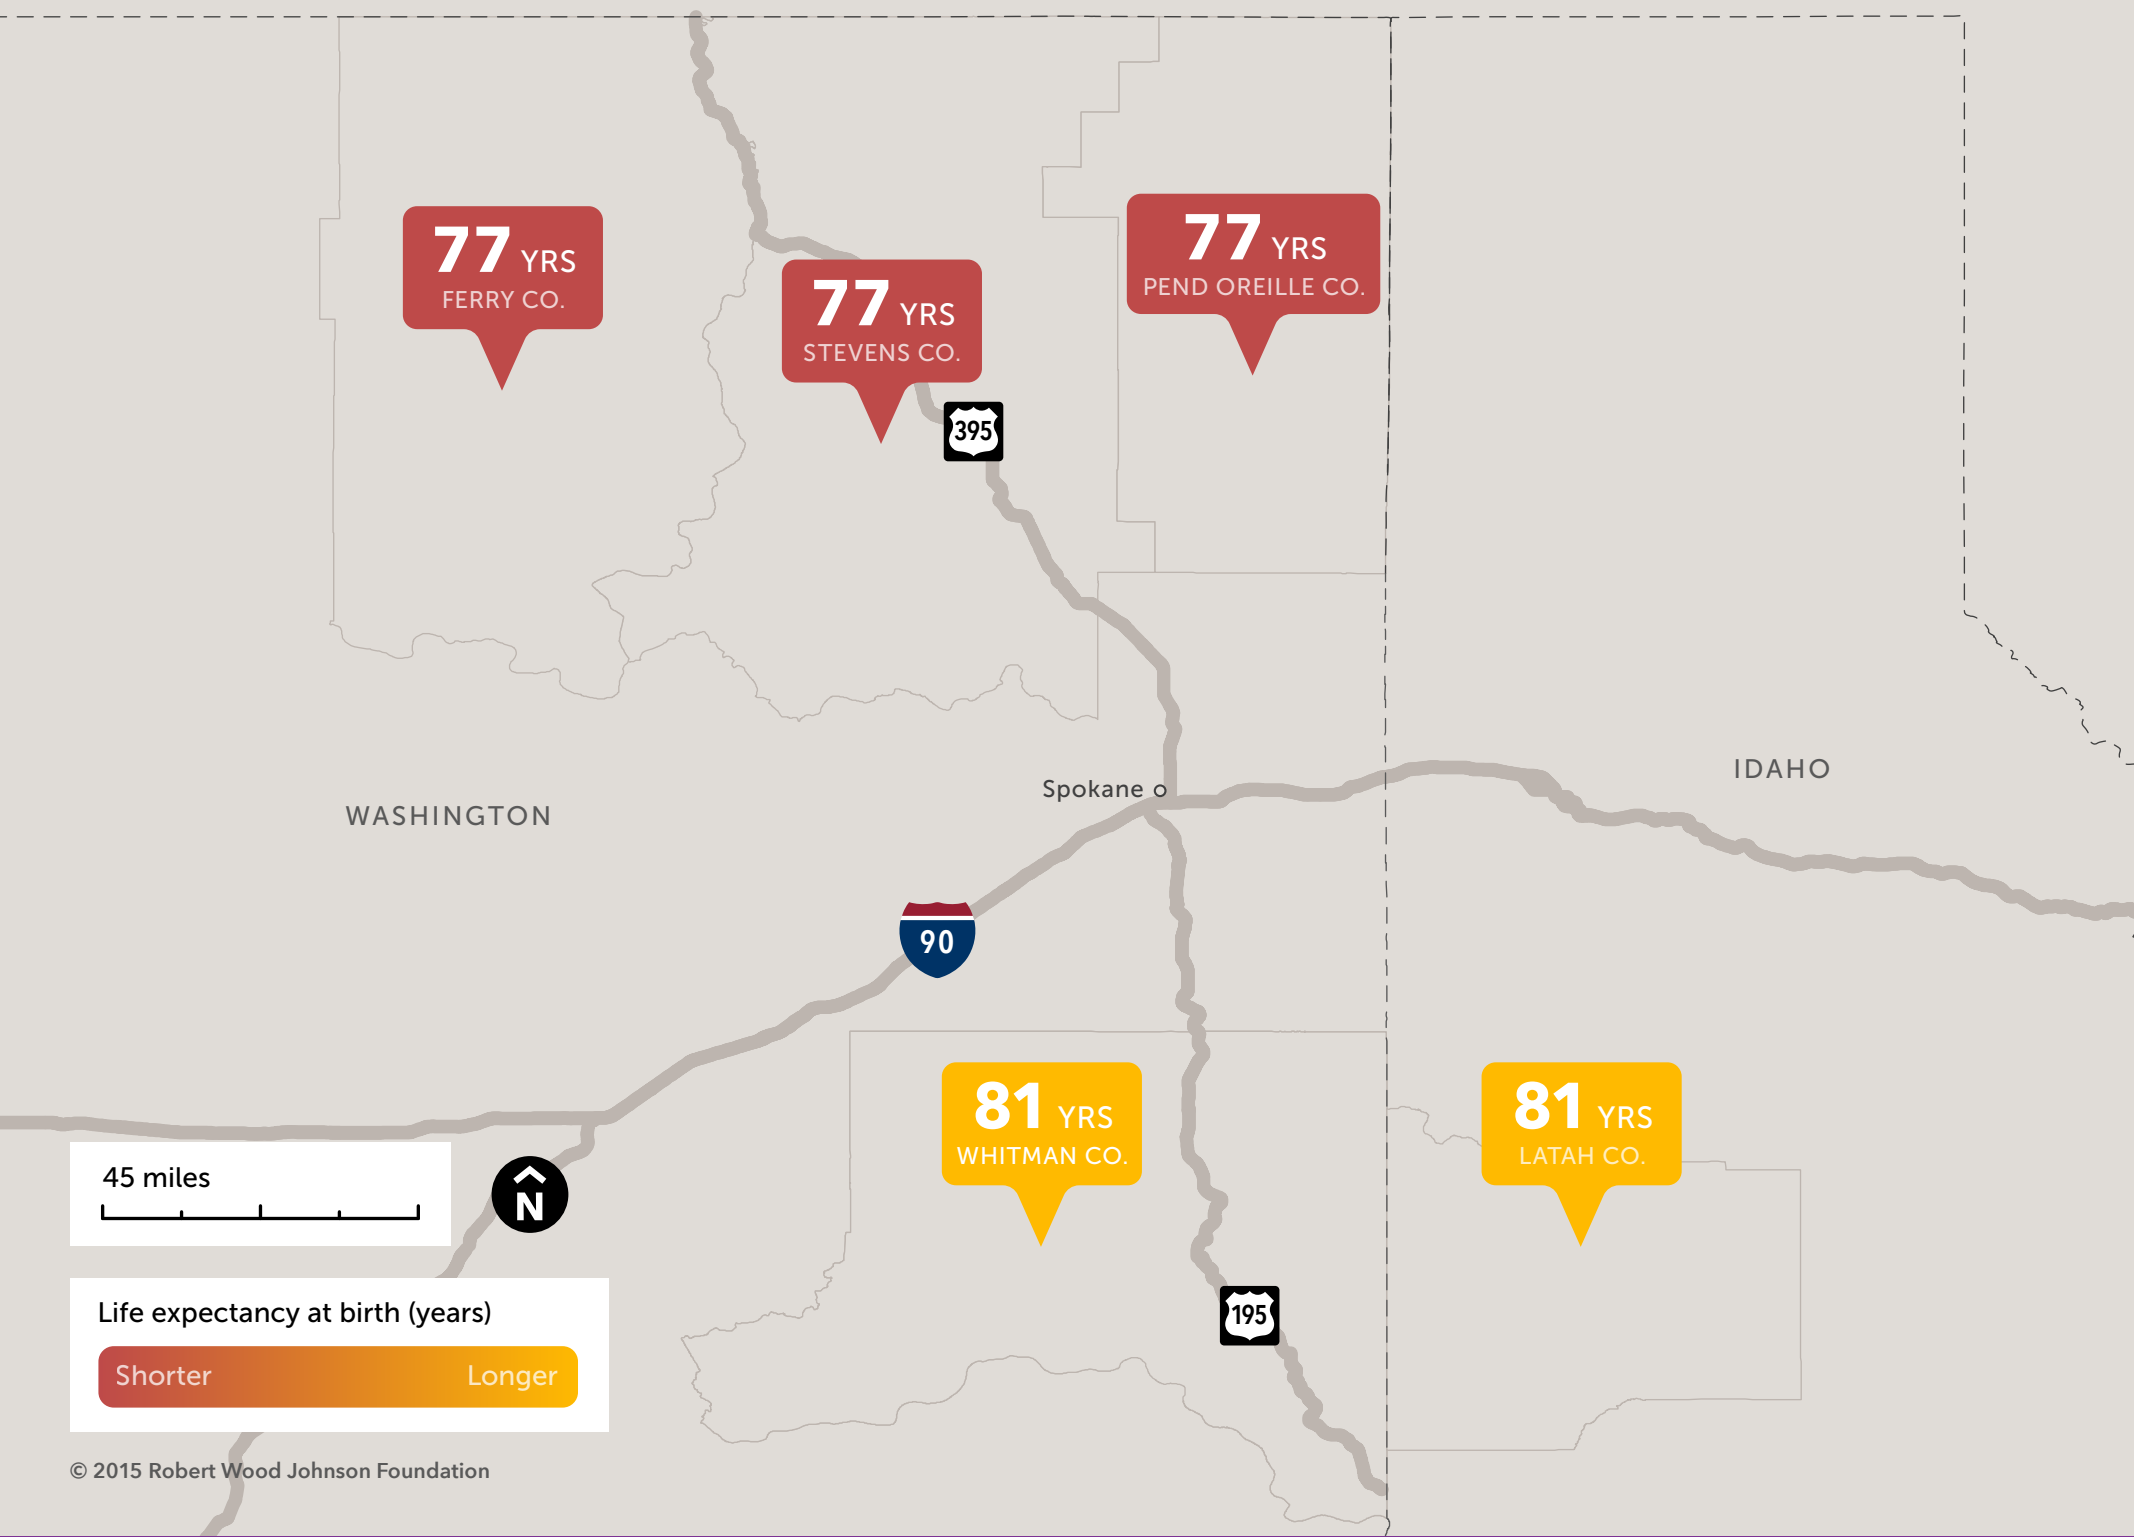 77 YRS
FERRY CO.
77 YRS
STEVENS CO.
77 YRS
PEND OREILLE CO.
395
Spokane
WASHINGTON
IDAHO
90
81 YRS
WHITMAN CO.
81 YRS
LATAH CO.
195
45 miles
N
Life expectancy at birth (years)
Shorter Longer
© 2015 Robert Wood Johnson Foundation